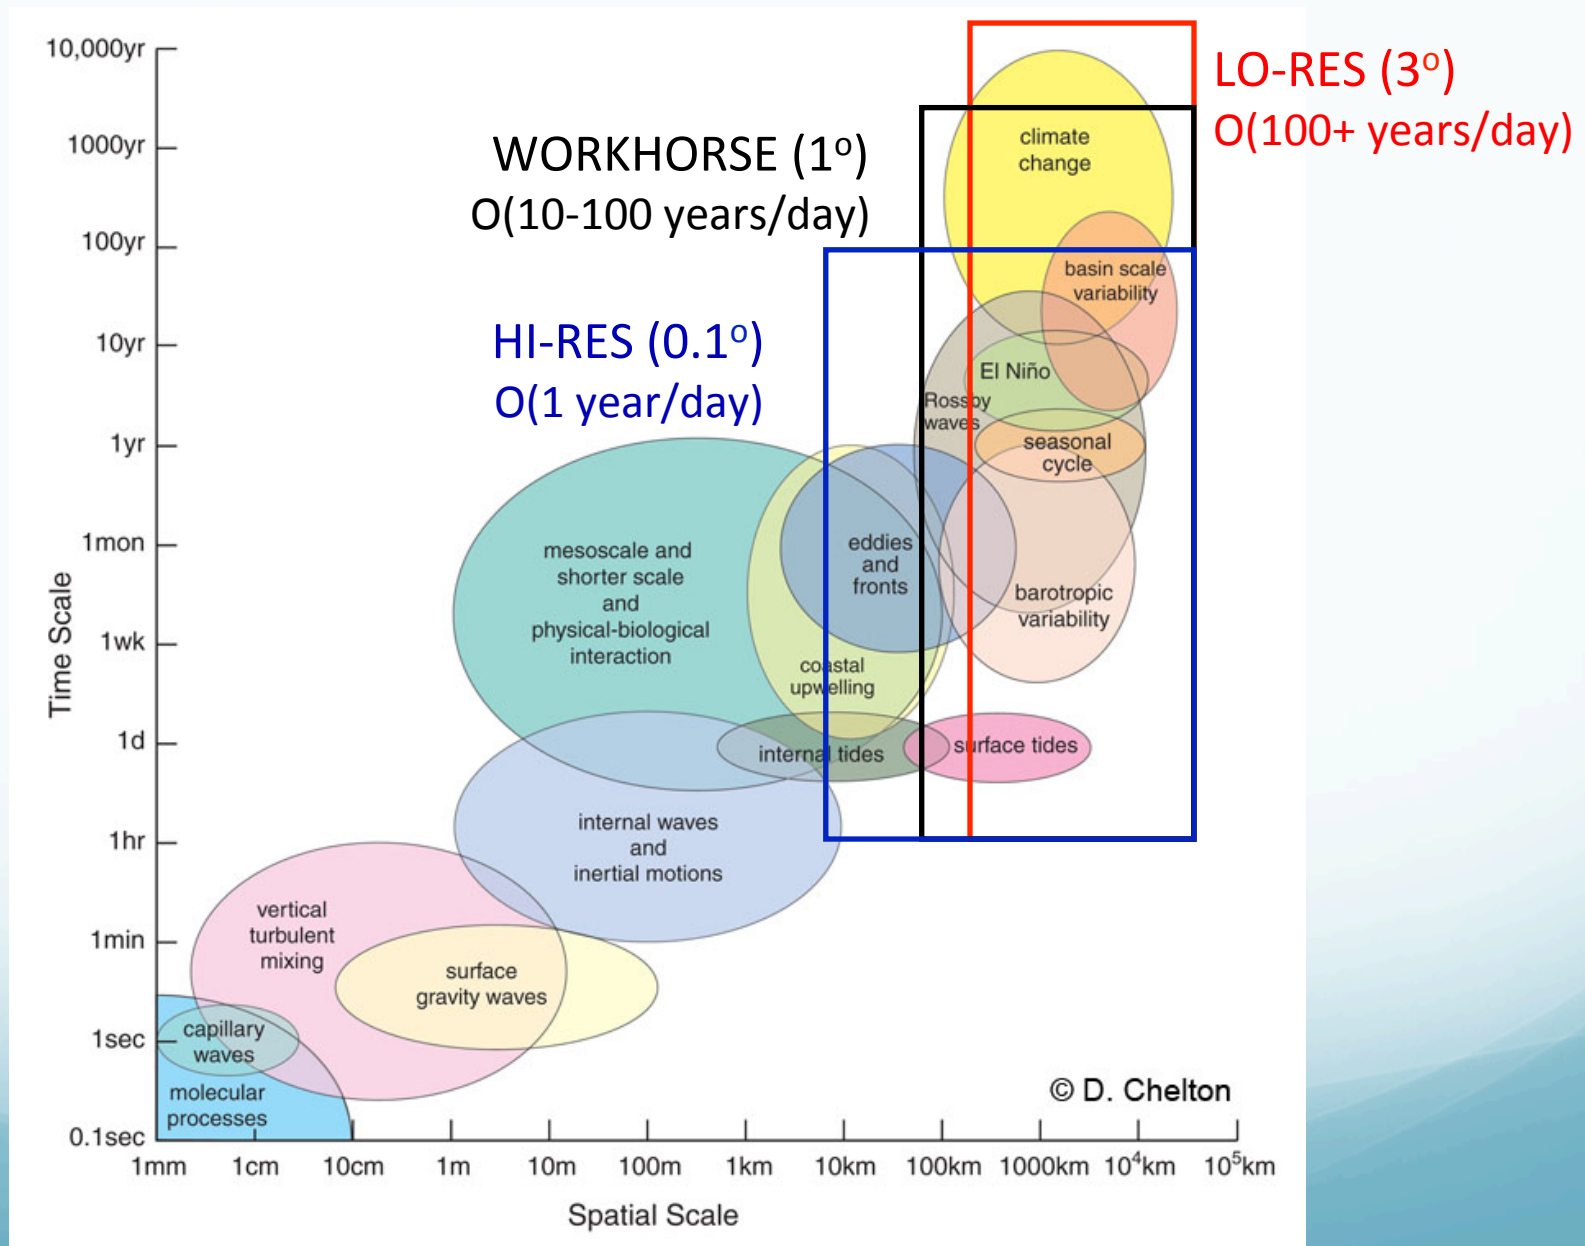 10,000yr
1000yr
100yr
10yr
1yr
1mon
1wk
1d
1hr
1min
1sec
0.1sec
Time Scale
LO-RES (3º)
O(100+ years/day)
WORKHORSE (1º)
O(10-100 years/day)
HI-RES (0.1º)
O(1 year/day)
climate
change
basin scale
variability
El Niño
Rossby
waves
seasonal
cycle
mesoscale and
shorter scale
and
physical-biological
interaction
eddies
and
fronts
barotropic
variability
coastal
upwelling
internal tides
surface tides
internal waves
and
inertial motions
vertical
turbulent
mixing
surface
gravity waves
capillary
waves
molecular
processes
© D. Chelton
1mm
1cm
10cm
1m
10m
100m
1km
10km
100km
1000km
10⁴km
10⁵km
Spatial Scale